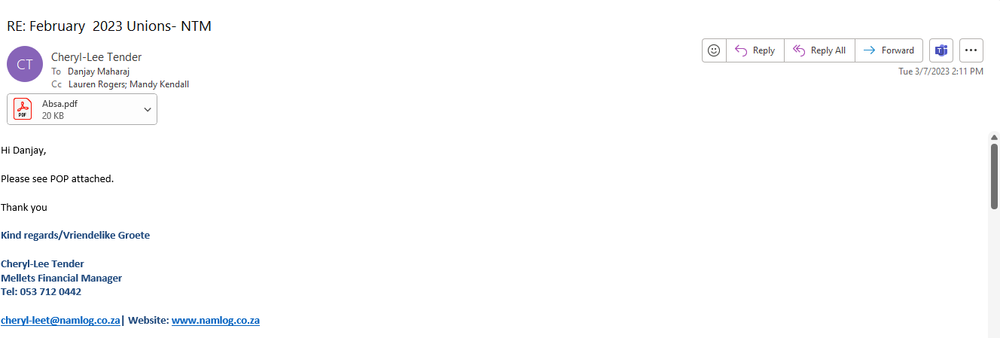 RE: February 2023 Unions- NTM
CT
Cheryl-Lee Tender
To Danjay Maharaj
Cc Lauren Rogers; Mandy Kendall
Reply
Reply All
Forward
Tue 3/7/2023 2:11 PM
PDF
Absa.pdf
20 KB
Hi Danjay,
Please see POP attached.
Thank you
Kind regards/Vriendelike Groete
Cheryl-Lee Tender
Mellets Financial Manager
Tel: 053 712 0442
cheryl-leet@namlog.co.za| Website: www.namlog.co.za